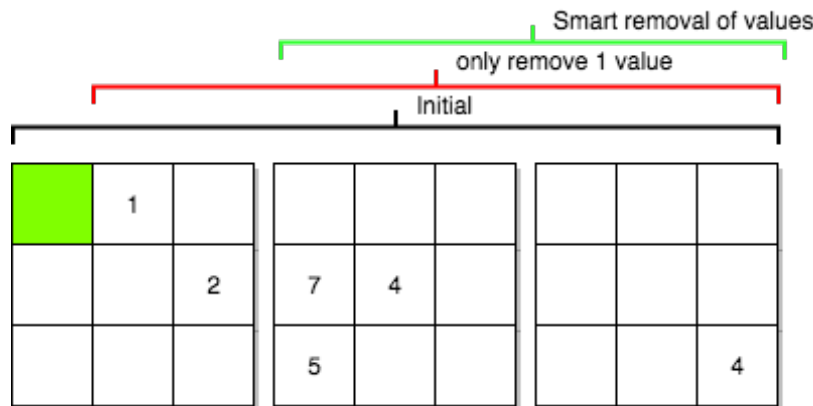 Smart removal of values
only remove 1 value
Initial
1
2 7 4
5 4